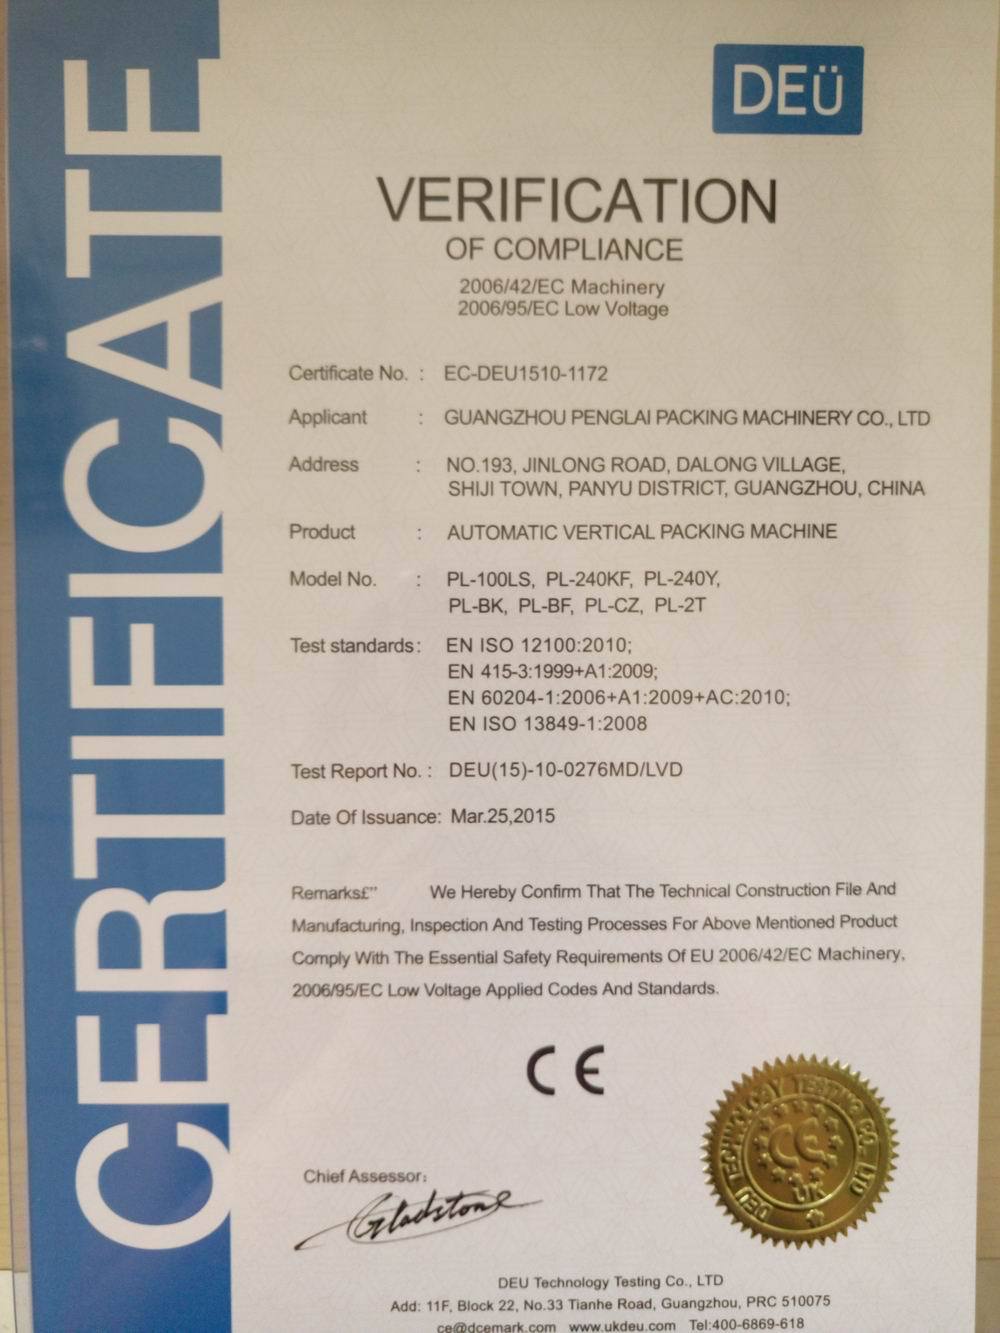 CERTIFICATE
DEÜ
VERIFICATION
OF COMPLIANCE
2006/42/EC Machinery
2006/95/EC Low Voltage
Certificate No. : EC-DEU1510-1172
Applicant : GUANGZHOU PENGLAI PACKING MACHINERY CO., LTD
Address : NO.193, JINLONG ROAD, DALONG VILLAGE,
SHIJI TOWN, PANYU DISTRICT, GUANGZHOU, CHINA
Product : AUTOMATIC VERTICAL PACKING MACHINE
Model No. : PL-100LS, PL-240KF, PL-240Y,
PL-BK, PL-BF, PL-CZ, PL-2T
Test standards: EN ISO 12100:2010;
EN 415-3:1999+A1:2009;
EN 60204-1:2006+A1:2009+AC:2010;
EN ISO 13849-1:2008
Test Report No. : DEU(15)-10-0276MD/LVD
Date Of Issuance: Mar.25,2015
Remarks£" We Hereby Confirm That The Technical Construction File And
Manufacturing, Inspection And Testing Processes For Above Mentioned Product
Comply With The Essential Safety Requirements Of EU 2006/42/EC Machinery,
2006/95/EC Low Voltage Applied Codes And Standards.
CE
DEU TECHNOLOGY TESTING CO., LTD
CE
UK
Chief Assessor:
Gladstone
DEU Technology Testing Co., LTD
Add: 11F, Block 22, No.33 Tianhe Road, Guangzhou, PRC 510075
ce@dcemark.com www.ukdeu.com Tel:400-6869-618